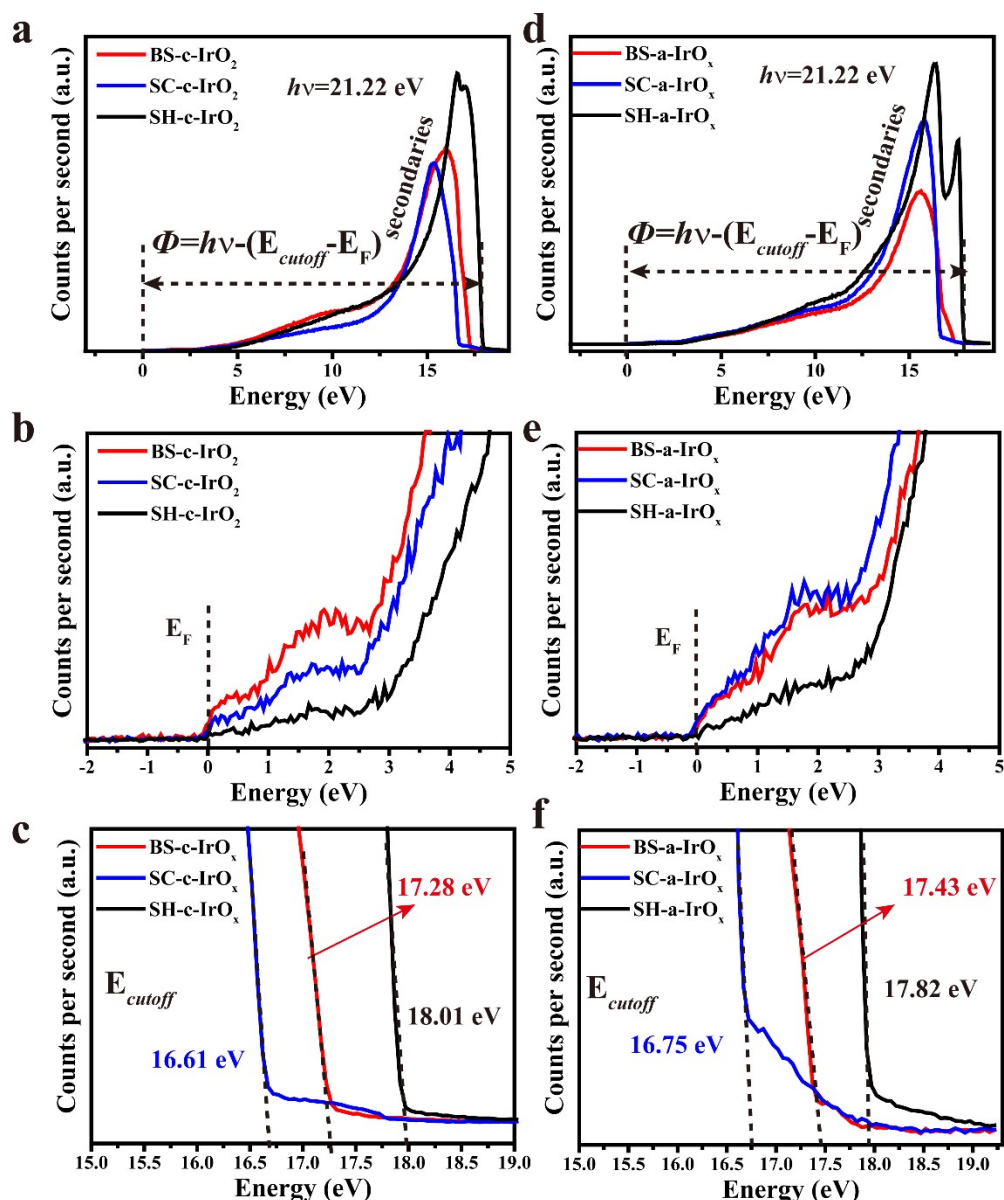 a
Counts per second (a.u.)
BS-c-IrO₂
SC-c-IrO₂
SH-c-IrO₂
hν=21.22 eV
secondaries
Φ=hν-(E_cutoff-E_F)
0 5 10 15
Energy (eV)
d
Counts per second (a.u.)
BS-a-IrOₓ
SC-a-IrOₓ
SH-a-IrOₓ
hν=21.22 eV
secondaries
Φ=hν-(E_cutoff-E_F)
0 5 10 15
Energy (eV)
b
Counts per second (a.u.)
BS-c-IrO₂
SC-c-IrO₂
SH-c-IrO₂
E_F
-2 -1 0 1 2 3 4 5
Energy (eV)
e
Counts per second (a.u.)
BS-a-IrOₓ
SC-a-IrOₓ
SH-a-IrOₓ
E_F
-2 -1 0 1 2 3 4 5
Energy (eV)
c
Counts per second (a.u.)
BS-c-IrOₓ
SC-c-IrOₓ
SH-c-IrOₓ
17.28 eV
E_cutoff
18.01 eV
16.61 eV
15.0 15.5 16.0 16.5 17.0 17.5 18.0 18.5 19.0
Energy (eV)
f
Counts per second (a.u.)
BS-a-IrOₓ
SC-a-IrOₓ
SH-a-IrOₓ
17.43 eV
E_cutoff
17.82 eV
16.75 eV
15.0 15.5 16.0 16.5 17.0 17.5 18.0 18.5 19.0
Energy (eV)